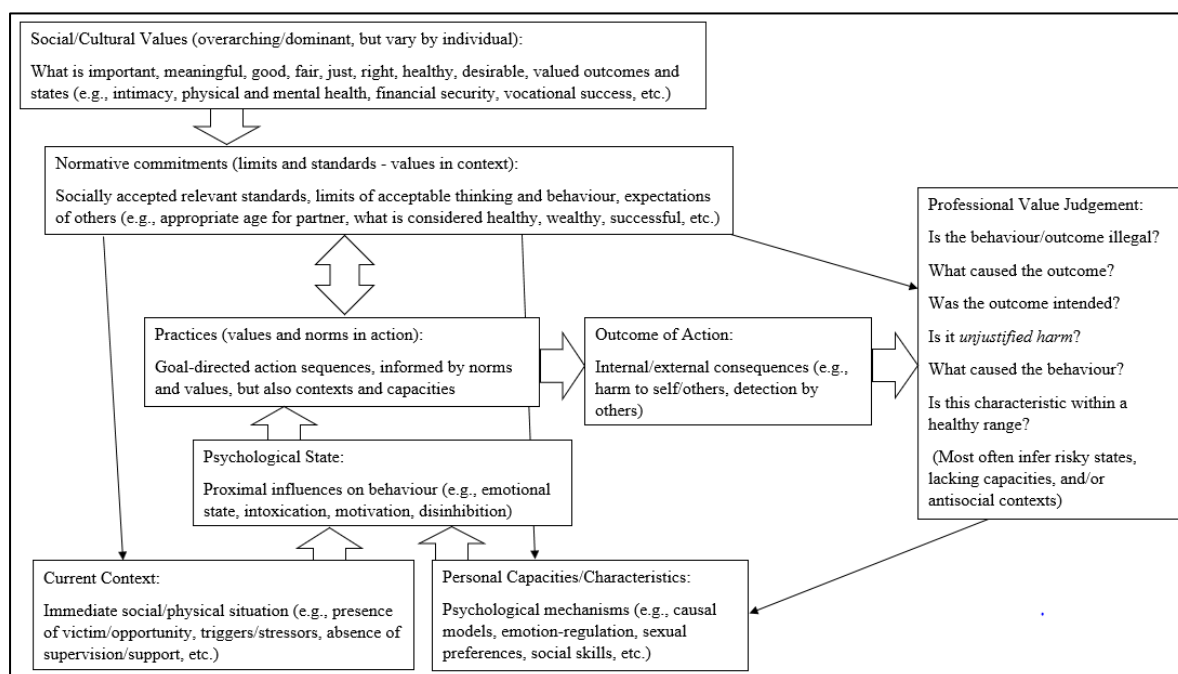 Social/Cultural Values (overarching/dominant, but vary by individual):
What is important, meaningful, good, fair, just, right, healthy, desirable, valued outcomes and
states (e.g., intimacy, physical and mental health, financial security, vocational success, etc.)
Normative commitments (limits and standards - values in context):
Socially accepted relevant standards, limits of acceptable thinking and behaviour, expectations
of others (e.g., appropriate age for partner, what is considered healthy, wealthy, successful, etc.)
Practices (values and norms in action):
Goal-directed action sequences, informed by
norms and values, but also contexts and capacities
Outcome of Action:
Internal/external consequences (e.g.,
harm to self/others, detection by
others)
Professional Value Judgement:
Is the behaviour/outcome illegal?
What caused the outcome?
Was the outcome intended?
Is it unjustified harm?
What caused the behaviour?
Is this characteristic within a
healthy range?
(Most often infer risky states,
lacking capacities, and/or
antisocial contexts)
Psychological State:
Proximal influences on behaviour (e.g., emotional
state, intoxication, motivation, disinhibition)
Current Context:
Immediate social/physical situation (e.g., presence
of victim/opportunity, triggers/stressors, absence of
supervision/support, etc.)
Personal Capacities/Characteristics:
Psychological mechanisms (e.g., causal
models, emotion-regulation, sexual
preferences, social skills, etc.)